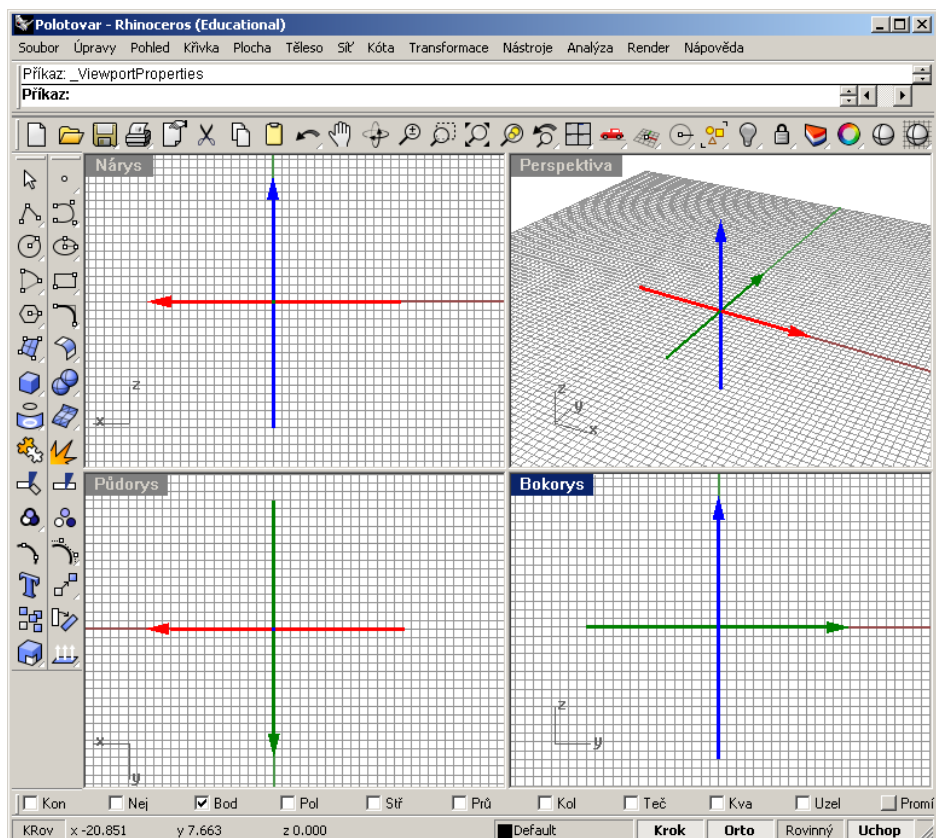 Polotovar - Rhinoceros (Educational)
Soubor Úpravy Pohled Křivka Plocha Těleso Síť Kóta Transformace Nástroje Analýza Render Nápověda
Příkaz: _ViewportProperties
Příkaz:
Nárys
z
x
Perspektiva
z
y
x
Půdorys
x
y
Bokorys
z
y
T
Kon Nej Bod Pol Stř Prů Kol Teč Kva Uzel Promí
KRov x -20.851 y 7.663 z 0.000 Default Krok Orto Rovinný Uchop